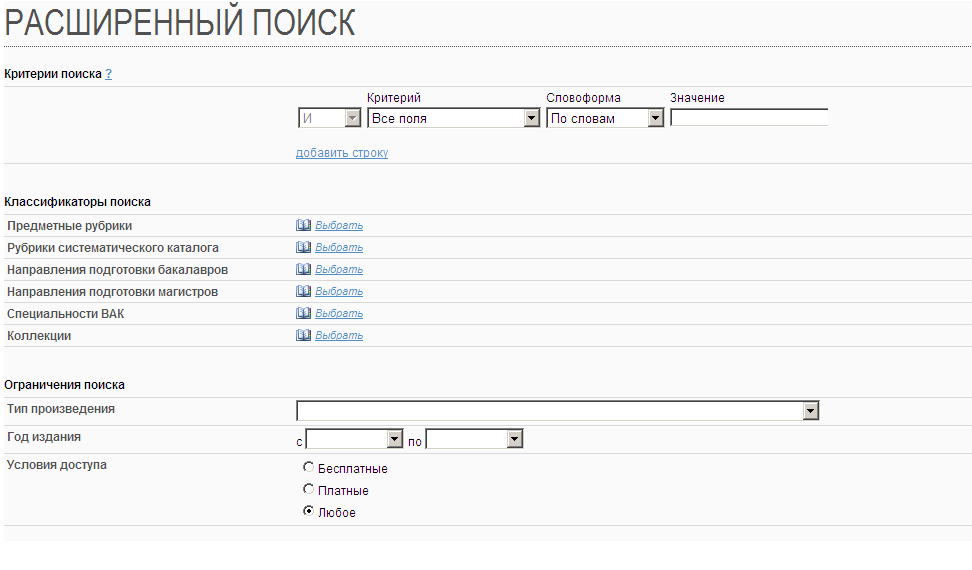 РАСШИРЕННЫЙ ПОИСК
Критерии поиска ?
Критерий Словоформа Значение
И Все поля По словам
добавить строку
Классификаторы поиска
Предметные рубрики Выбрать
Рубрики систематического каталога Выбрать
Направления подготовки бакалавров Выбрать
Направления подготовки магистров Выбрать
Специальности ВАК Выбрать
Коллекции Выбрать
Ограничения поиска
Тип произведения
Год издания с по
Условия доступа Бесплатные
Платные
Любое